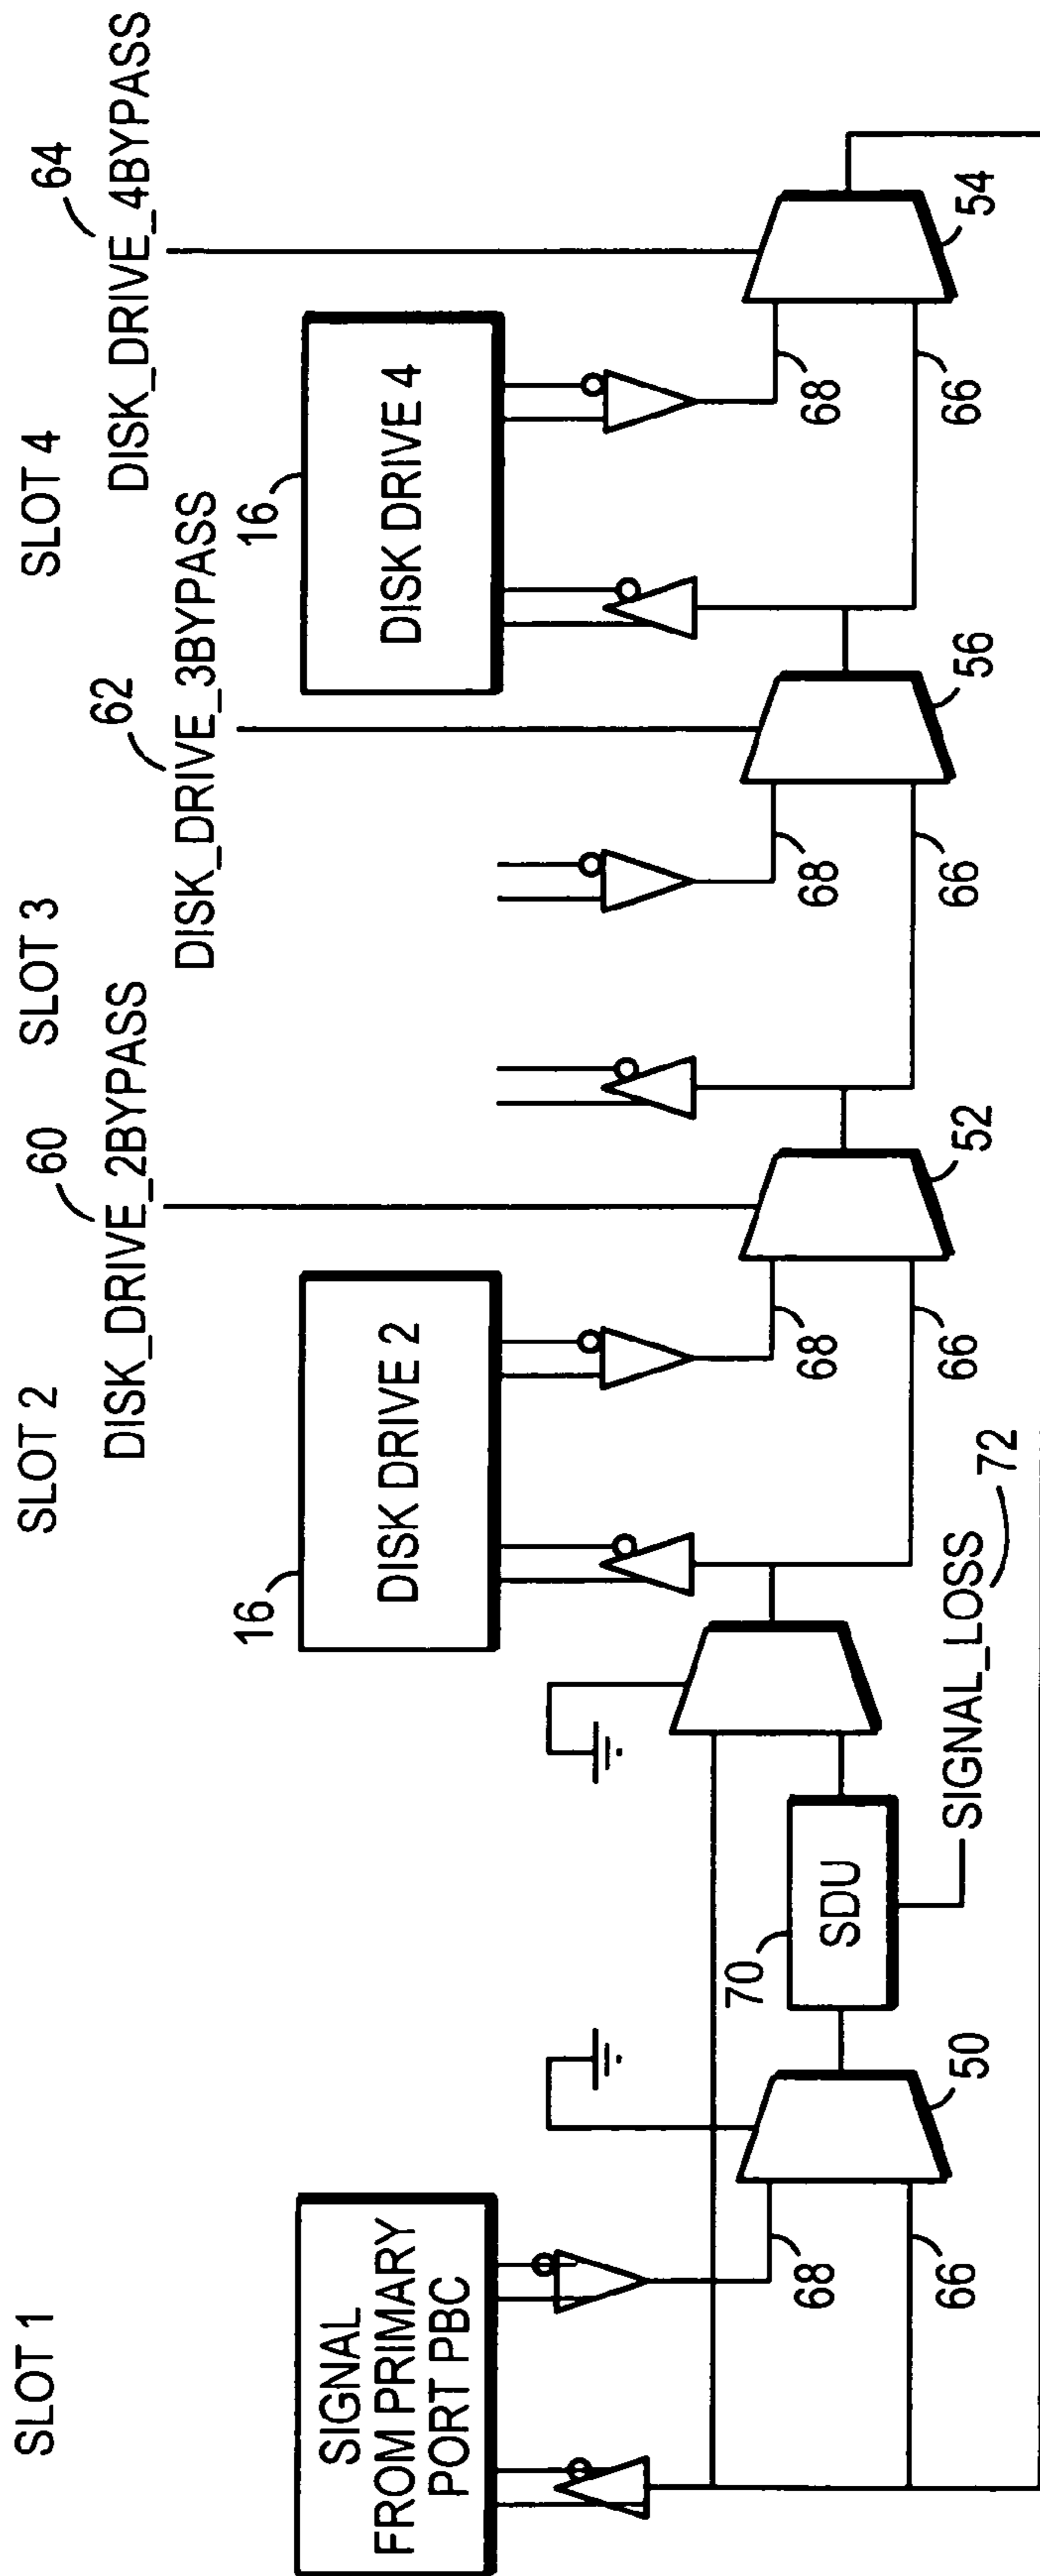 SLOT 1
SLOT 2
SLOT 3
SLOT 4
60
DISK_DRIVE_2BYPASS
62
DISK_DRIVE_3BYPASS
64
DISK_DRIVE_4BYPASS
SIGNAL
FROM PRIMARY
PORT PBC
16
DISK DRIVE 2
16
DISK DRIVE 4
68
66
50
70
SDU
SIGNAL_LOSS
72
68
66
52
68
66
56
68
66
54